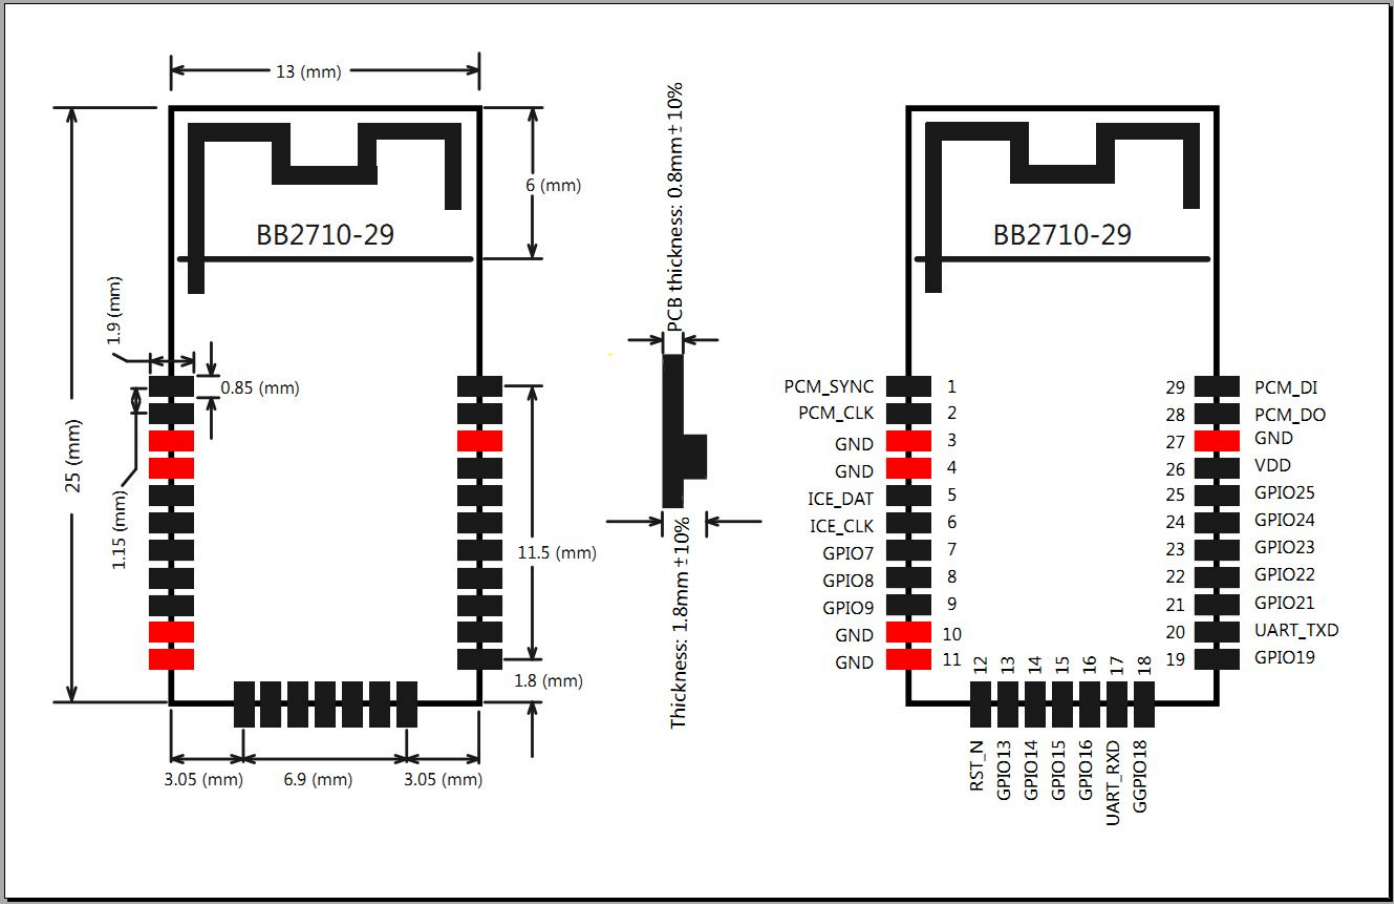 13 (mm)
6 (mm)
BB2710-29
1.9 (mm)
0.85 (mm)
25 (mm)
1.15 (mm)
11.5 (mm)
1.8 (mm)
3.05 (mm)
6.9 (mm)
3.05 (mm)
PCB thickness: 0.8mm±10%
Thickness: 1.8mm±10%
BB2710-29
PCM_SYNC 1
PCM_CLK 2
GND 3
GND 4
ICE_DAT 5
ICE_CLK 6
GPIO7 7
GPIO8 8
GPIO9 9
GND 10
GND 11
29 PCM_DI
28 PCM_DO
27 GND
26 VDD
25 GPIO25
24 GPIO24
23 GPIO23
22 GPIO22
21 GPIO21
20 UART_TXD
19 GPIO19
12 RST_N
13 GPIO13
14 GPIO14
15 GPIO15
16 GPIO16
17 UART_RXD
18 GGPIO18